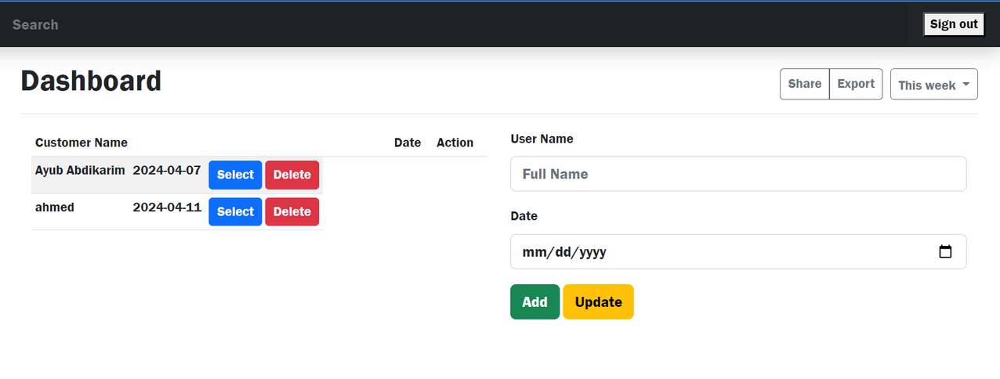 Search Sign out
Dashboard Share Export This week
Customer Name Date Action
Ayub Abdikarim 2024-04-07 Select Delete
ahmed 2024-04-11 Select Delete
User Name
Full Name
Date
mm/dd/yyyy
Add Update